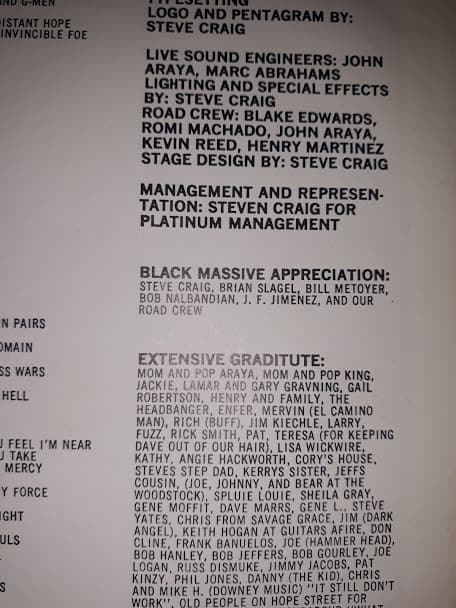 AND G-MEN
DISTANT HOPE
INVINCIBLE FOE
N PAIRS
OMAIN
SS WARS
HELL
U FEEL I'M NEAR
U TAKE
MERCY
Y FORCE
IGHT
ULS
S
TYPESETTING
LOGO AND PENTAGRAM BY:
STEVE CRAIG
LIVE SOUND ENGINEERS: JOHN
ARAYA, MARC ABRAHAMS
LIGHTING AND SPECIAL EFFECTS
BY: STEVE CRAIG
ROAD CREW: BLAKE EDWARDS,
ROMI MACHADO, JOHN ARAYA,
KEVIN REED, HENRY MARTINEZ
STAGE DESIGN BY: STEVE CRAIG
MANAGEMENT AND REPRESEN-
TATION: STEVEN CRAIG FOR
PLATINUM MANAGEMENT
BLACK MASSIVE APPRECIATION:
STEVE CRAIG, BRIAN SLAGEL, BILL METOYER,
BOB NALBANDIAN, J. F. JIMENEZ, AND OUR
ROAD CREW
EXTENSIVE GRADITUTE:
MOM AND POP ARAYA, MOM AND POP KING,
JACKIE, LAMAR AND GARY GRAVNING, GAIL
ROBERTSON, HENRY AND FAMILY, THE
HEADBANGER, ENFER, MERVIN (EL CAMINO
MAN), RICH (BUFF), JIM KIECHLE, LARRY,
FUZZ, RICK SMITH, PAT, TERESA (FOR KEEPING
DAVE OUT OF OUR HAIR), LISA WICKWIRE,
KATHY, ANGIE HACKWORTH, CORY'S HOUSE,
STEVES STEP DAD, KERRYS SISTER, JEFFS
COUSIN, (JOE, JOHNNY, AND BEAR AT THE
WOODSTOCK), SPLUIE LOUIE, SHEILA GRAY,
GENE MOFFIT, DAVE MARRS, GENE L.. STEVE
YATES, CHRIS FROM SAVAGE GRACE, JIM (DARK
ANGEL), KEITH HOGAN AT GUITARS AFIRE, DON
CLINE, FRANK BANUELOS, JOE (HAMMER HEAD),
BOB HANLEY, BOB JEFFERS, BOB GOURLEY, JOE
LOGAN, RUSS DISMUKE, JIMMY JACOBS, PAT
KINZY, PHIL JONES, DANNY (THE KID), CHRIS
AND MIKE H. (DOWNEY MUSIC) "IT STILL DON'T
WORK", OLD PEOPLE ON HOPE STREET FOR